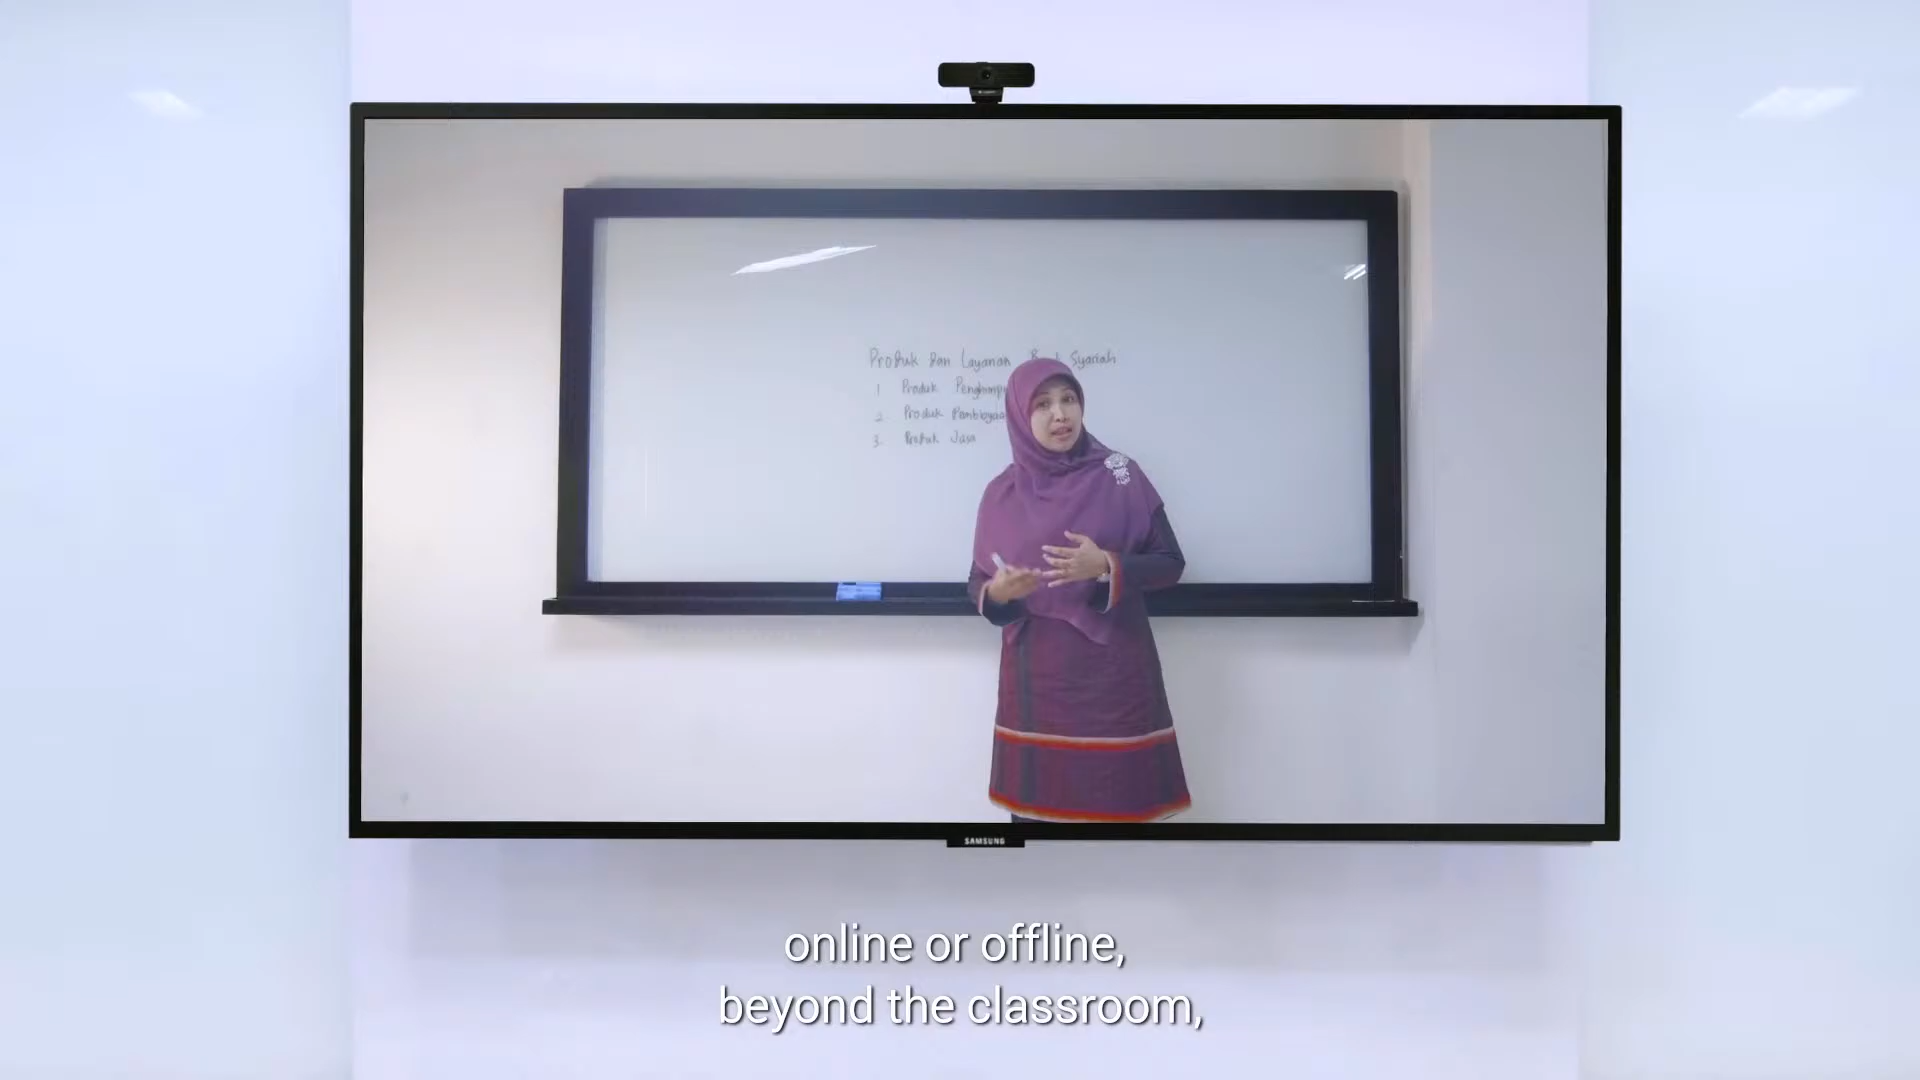 Produk dan Layanan Syariah
1 Produk
2. Produk
3. Produk Jasa
SAMSUNG
online or offline,
beyond the classroom,